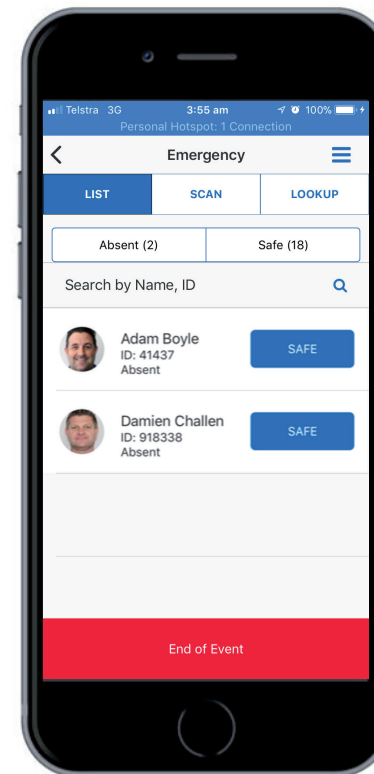 Telstra 3G 3:55 am 100%
Personal Hotspot: 1 Connection
Emergency
LIST SCAN LOOKUP
Absent (2) Safe (18)
Search by Name, ID
Adam Boyle
ID: 41437
Absent
SAFE
Damien Challen
ID: 918338
Absent
SAFE
End of Event